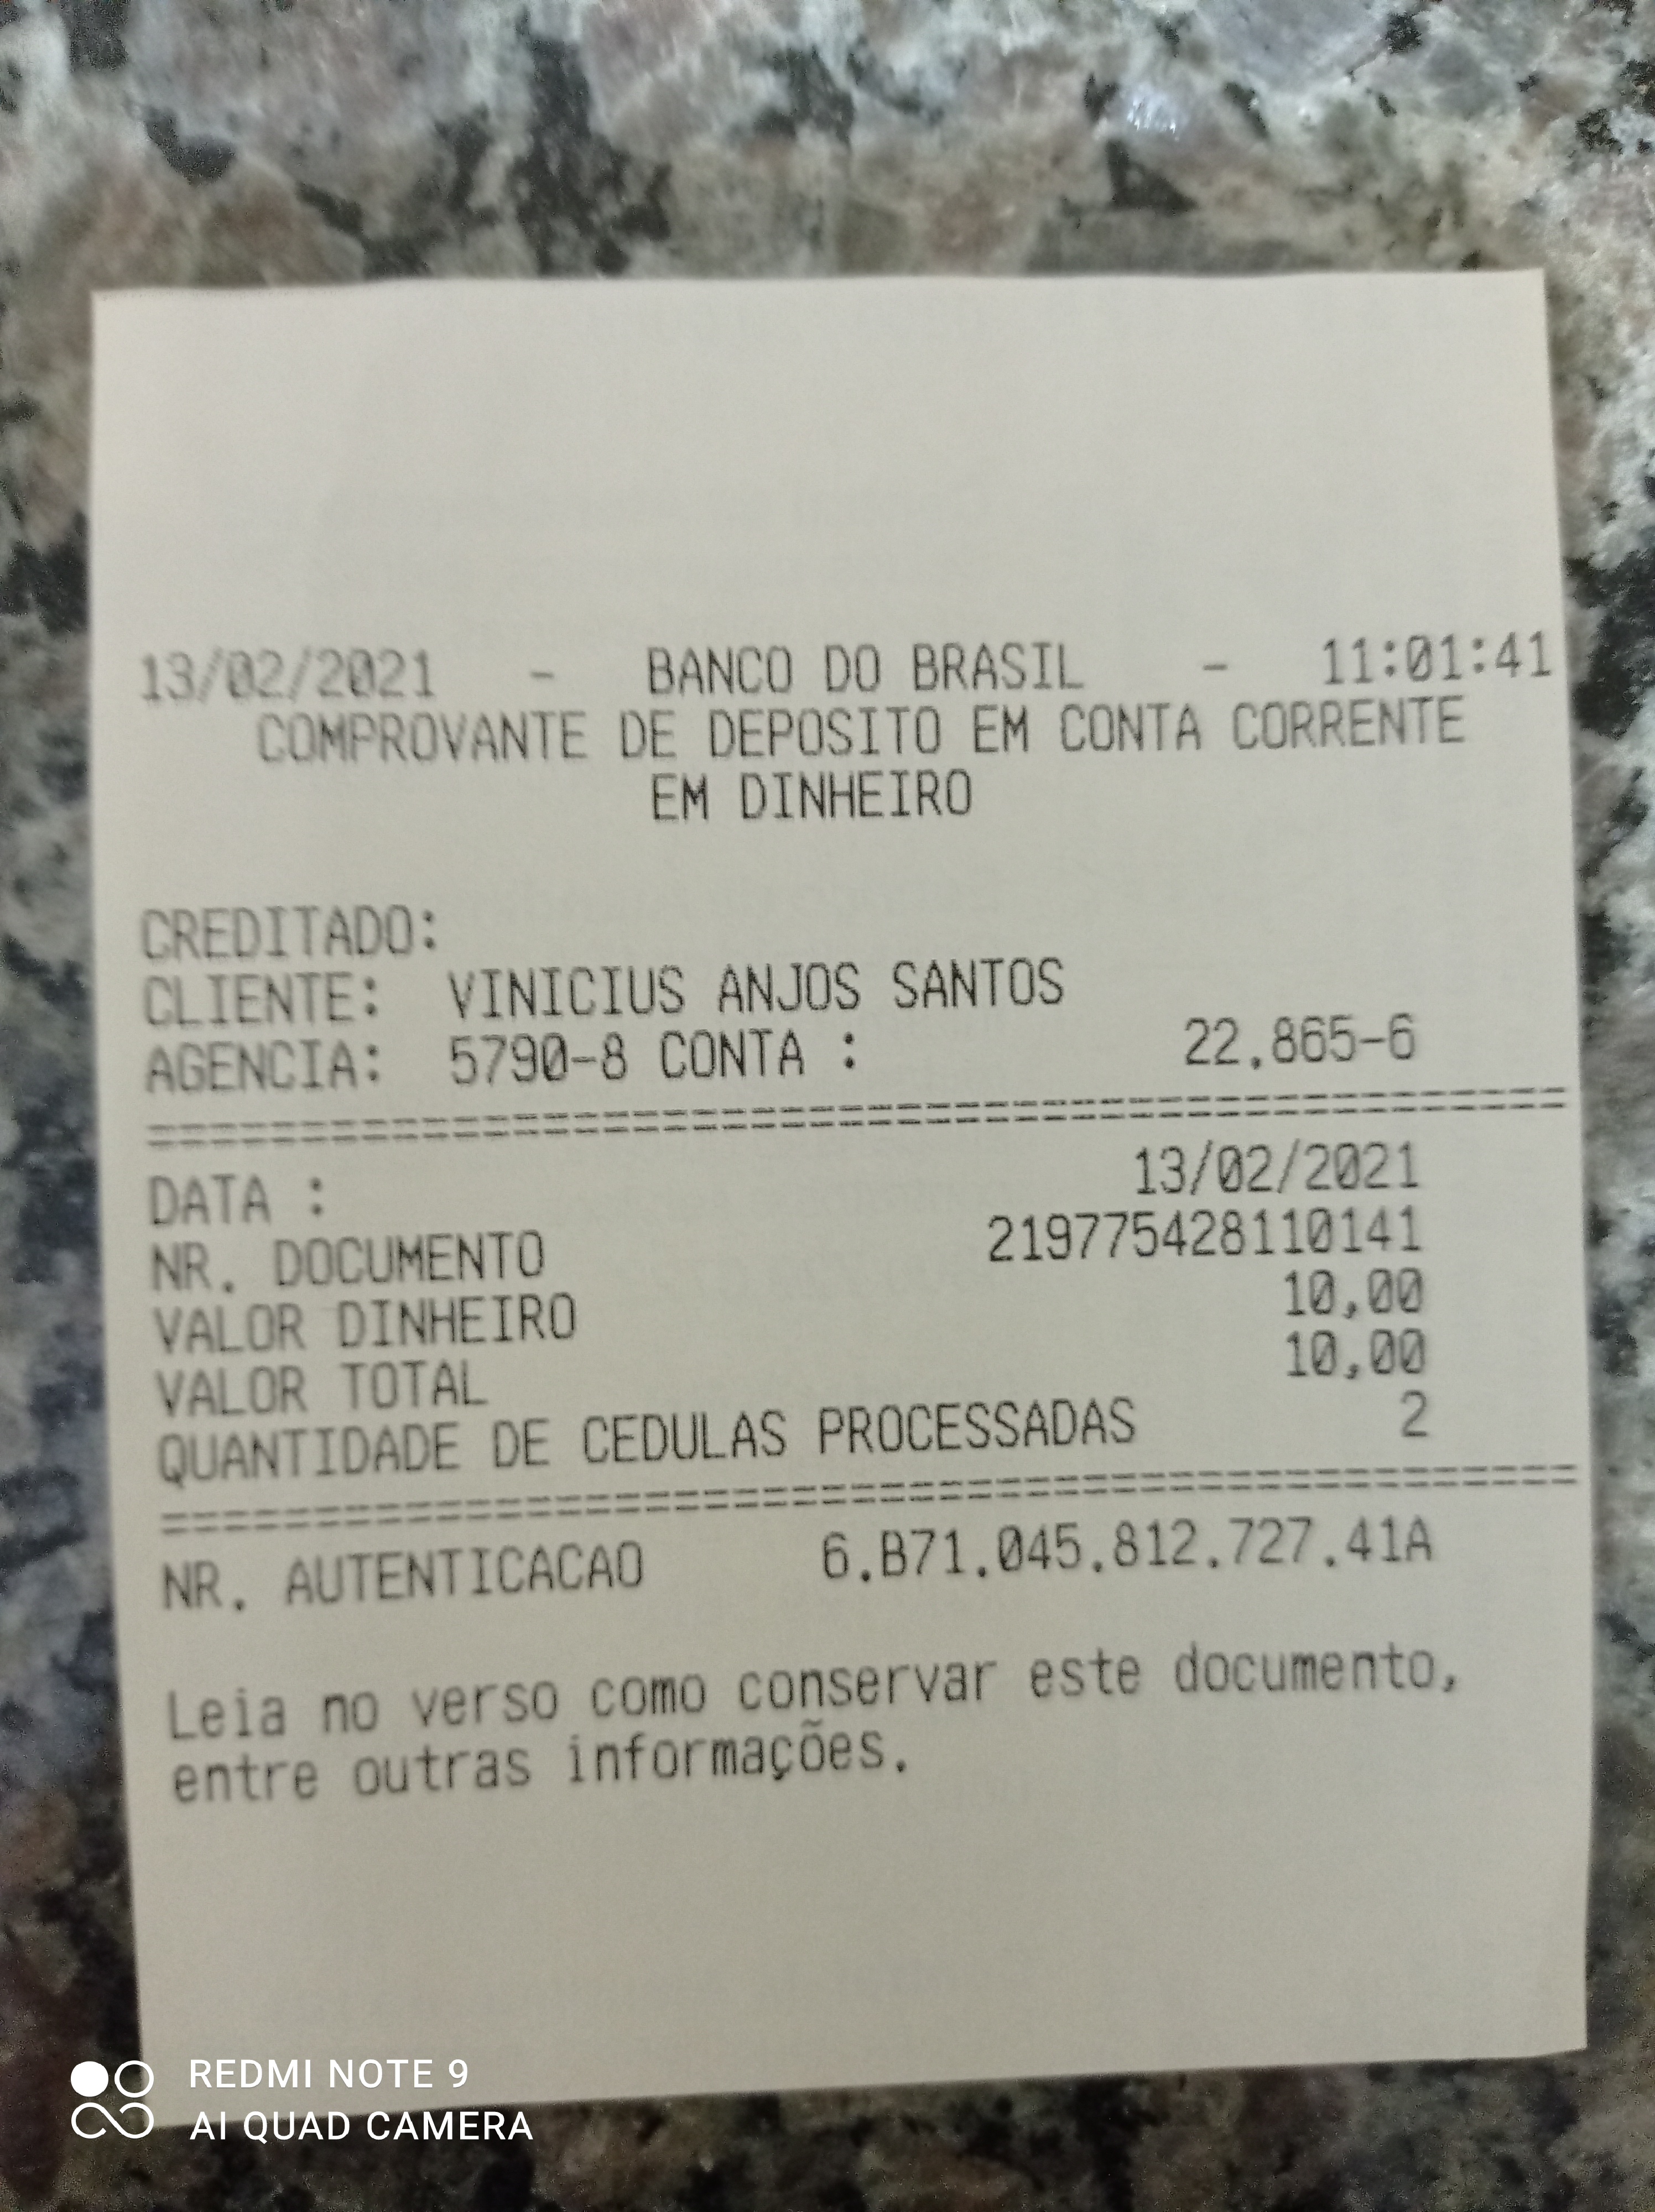 13/02/2021 - BANCO DO BRASIL - 11:01:41
COMPROVANTE DE DEPOSITO EM CONTA CORRENTE
EM DINHEIRO
CREDITADO:
CLIENTE: VINICIUS ANJOS SANTOS
AGENCIA: 5790-8 CONTA : 22.865-6
================================================
DATA : 13/02/2021
NR. DOCUMENTO 219775428110141
VALOR DINHEIRO 10,00
VALOR TOTAL 10,00
QUANTIDADE DE CEDULAS PROCESSADAS 2
================================================
NR. AUTENTICACAO 6.B71.045.812.727.41A
Leia no verso como conservar este documento,
entre outras informações.
REDMI NOTE 9
AI QUAD CAMERA